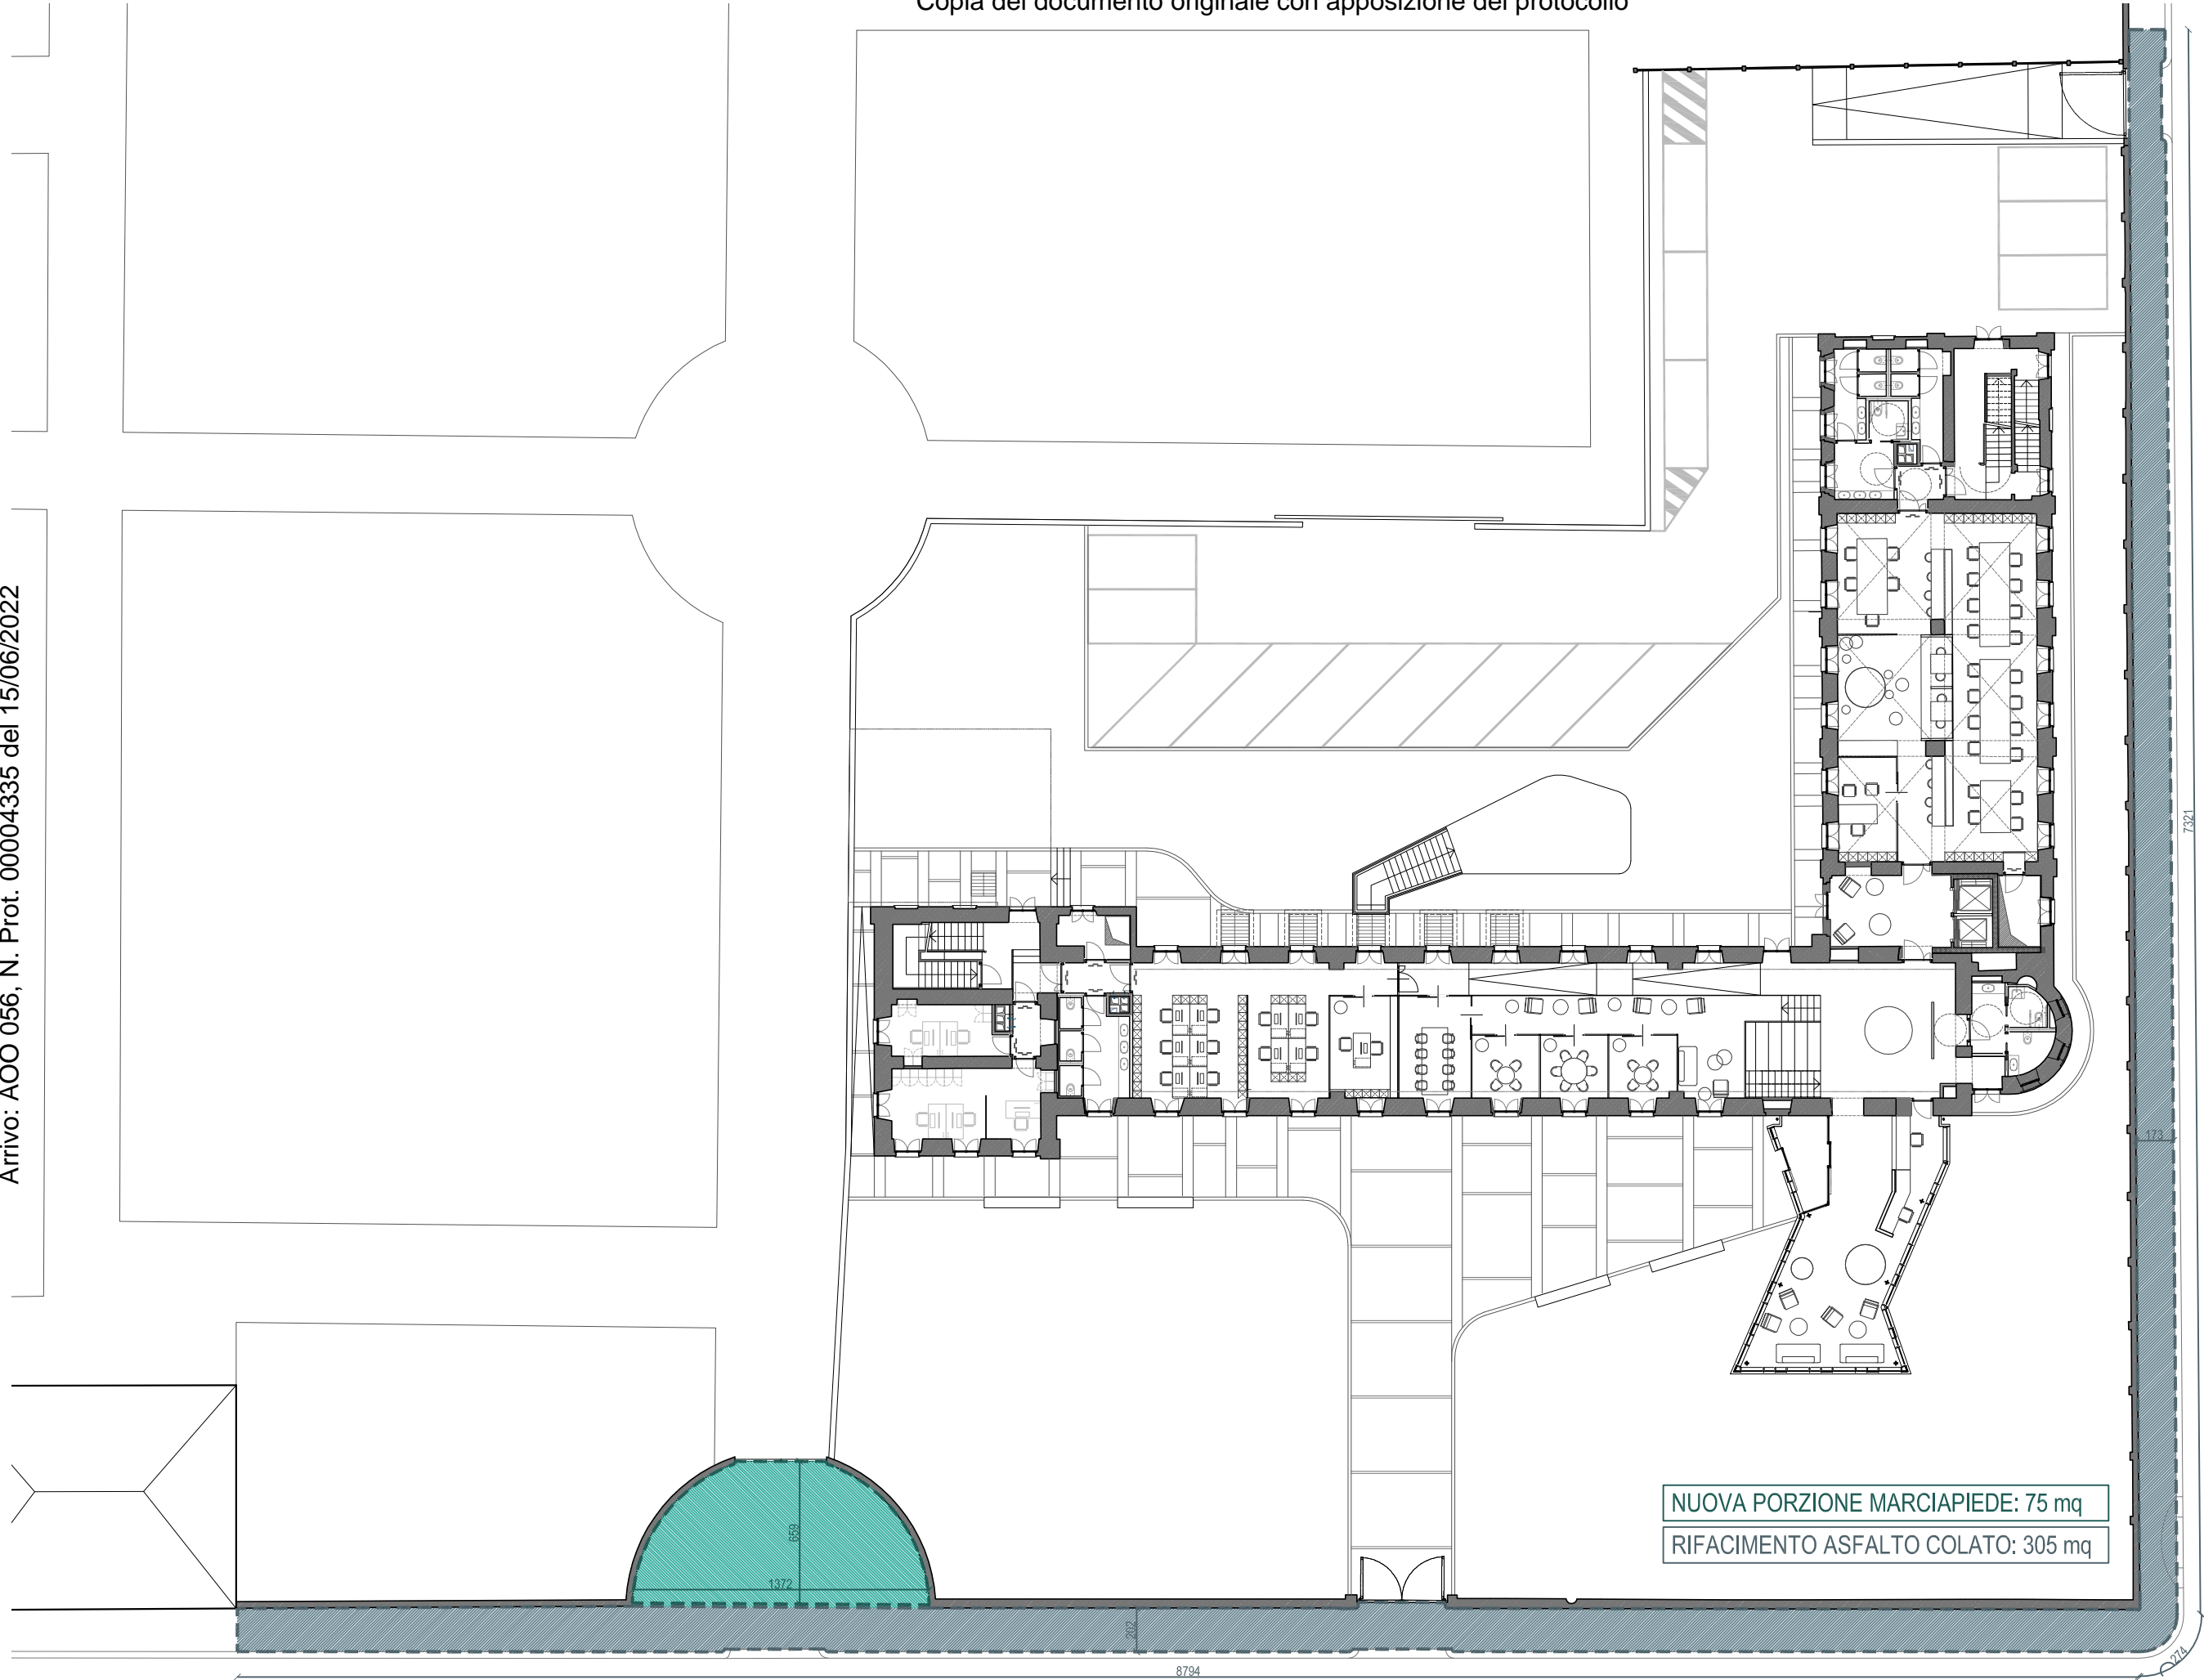 Copia del documento originale con apposizione del protocollo
Arrivo: AOO 056, N. Prot. 00004335 del 15/06/2022
7321
173
NUOVA PORZIONE MARCIAPIEDE: 75 mq
RIFACIMENTO ASFALTO COLATO: 305 mq
659
1372
202
8794
274